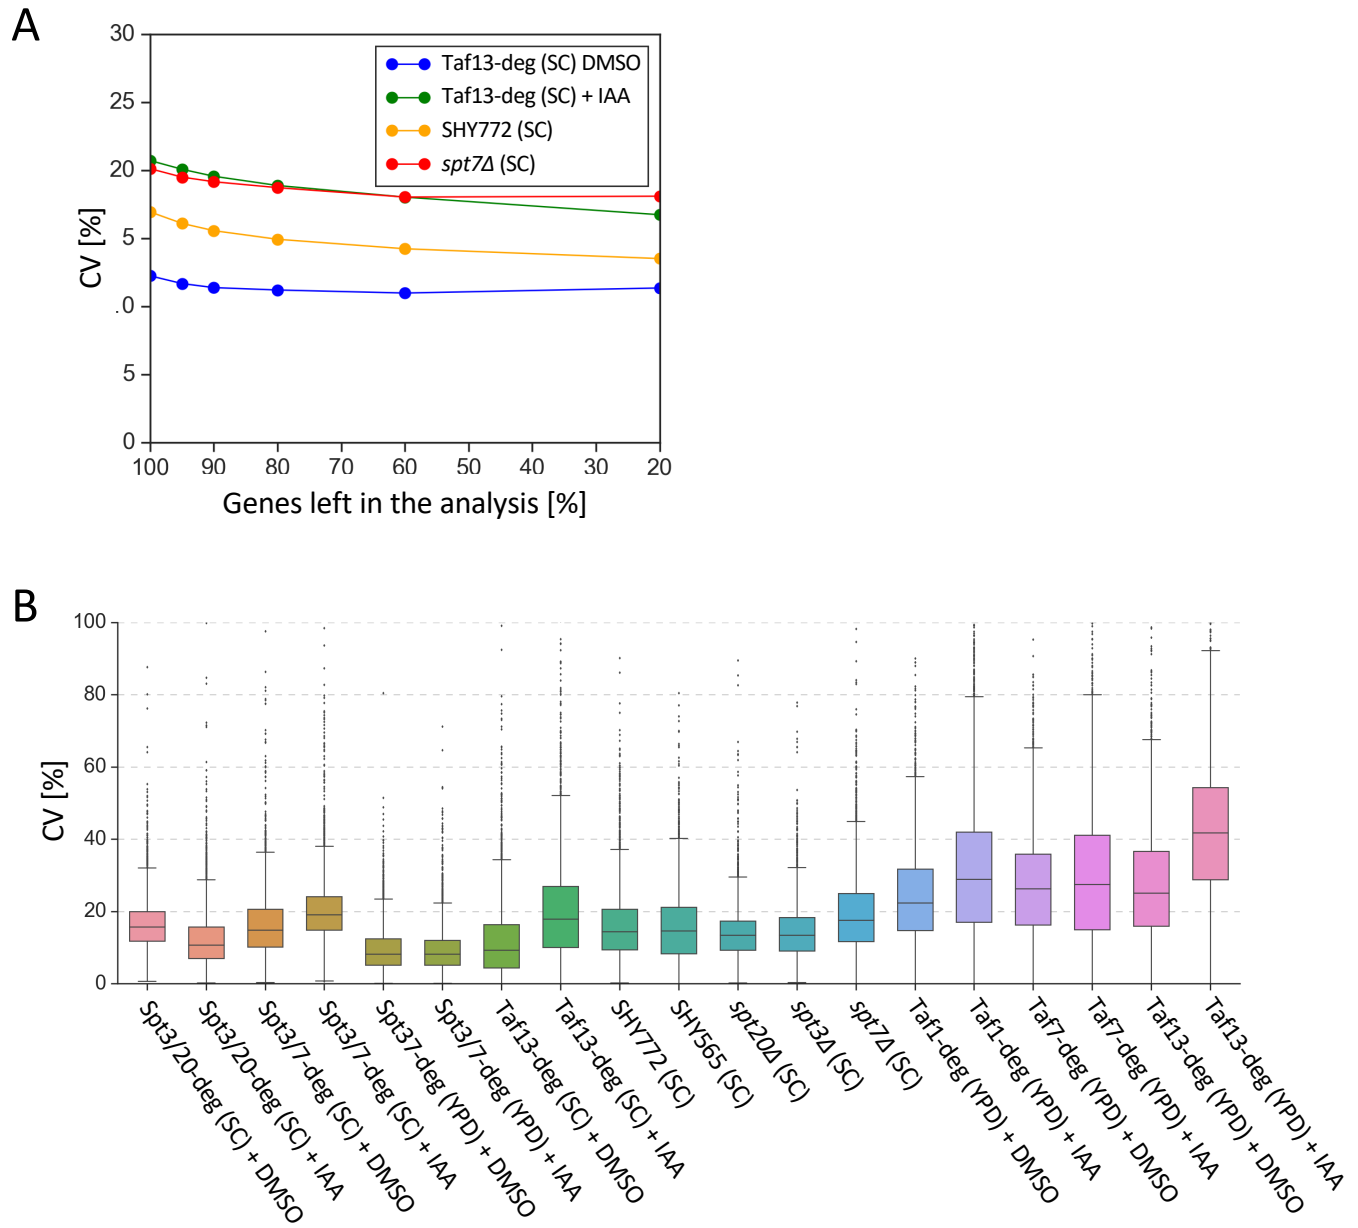 A
30
25
20
5
.0
5
0
CV [%]
100 90 80 70 60 50 40 30 20
Genes left in the analysis [%]
Taf13-deg (SC) DMSO
Taf13-deg (SC) + IAA
SHY772 (SC)
spt7Δ (SC)
B
100
80
60
40
20
0
CV [%]
Spt3/20-deg (SC) + DMSO
Spt3/20-deg (SC) + IAA
Spt3/7-deg (SC) + DMSO
Spt3/7-deg (SC) + IAA
Spt37-deg (YPD) + IAA
Spt3/7-deg (YPD) + DMSO
Taf13-deg (SC) + DMSO
Taf13-deg (SC) + IAA
SHY772 (SC)
SHY565 (SC)
spt20Δ (SC)
spt3Δ (SC)
spt7Δ (SC)
Taf1-deg (YPD) + DMSO
Taf1-deg (YPD) + IAA
Taf7-deg (YPD) + DMSO
Taf7-deg (YPD) + IAA
Taf13-deg (YPD) + DMSO
Taf13-deg (YPD) + IAA